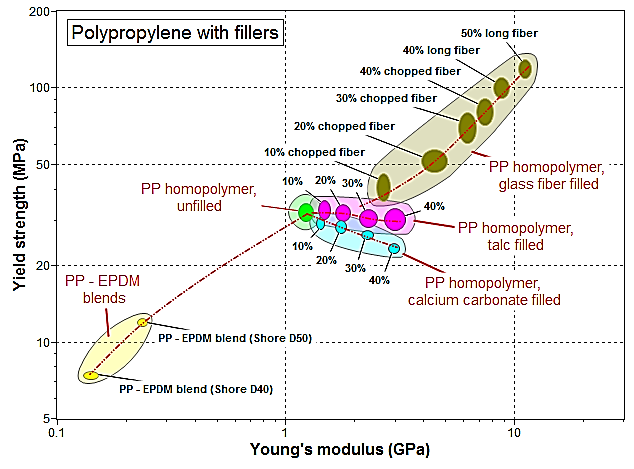 200
Polypropylene with fillers
50% long fiber
40% long fiber
40% chopped fiber
100
30% chopped fiber
20% chopped fiber
10% chopped fiber
50
PP homopolymer,
glass fiber filled
PP homopolymer,
unfilled
10%
20%
30%
40%
PP homopolymer,
talc filled
10%
20%
30%
40%
20
PP homopolymer,
calcium carbonate filled
PP - EPDM
blends
PP - EPDM blend (Shore D50)
10
PP - EPDM blend (Shore D40)
5
Yield strength (MPa)
0.1
1
10
Young's modulus (GPa)